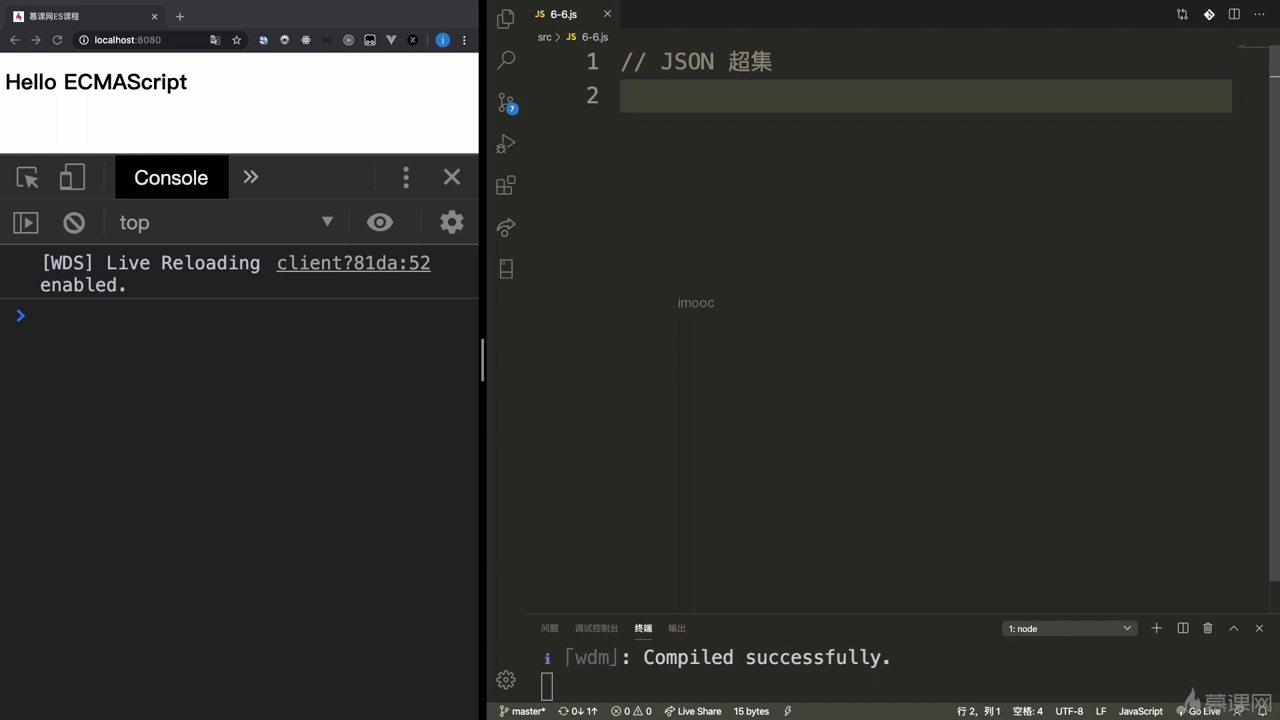 慕课网ES课程
localhost:8080
Hello ECMAScript
Console
top
[WDS] Live Reloading client?81da:52
enabled.
JS 6-6.js
src > JS 6-6.js
1 // JSON 超集
2
imooc
7
问题 调试控制台 终端 输出
1: node
i ｢wdm｣: Compiled successfully.
master* 0↓ 1↑ 0 0 Live Share 15 bytes 行 2，列 1 空格: 4 UTF-8 LF JavaScript Go Live
慕课网